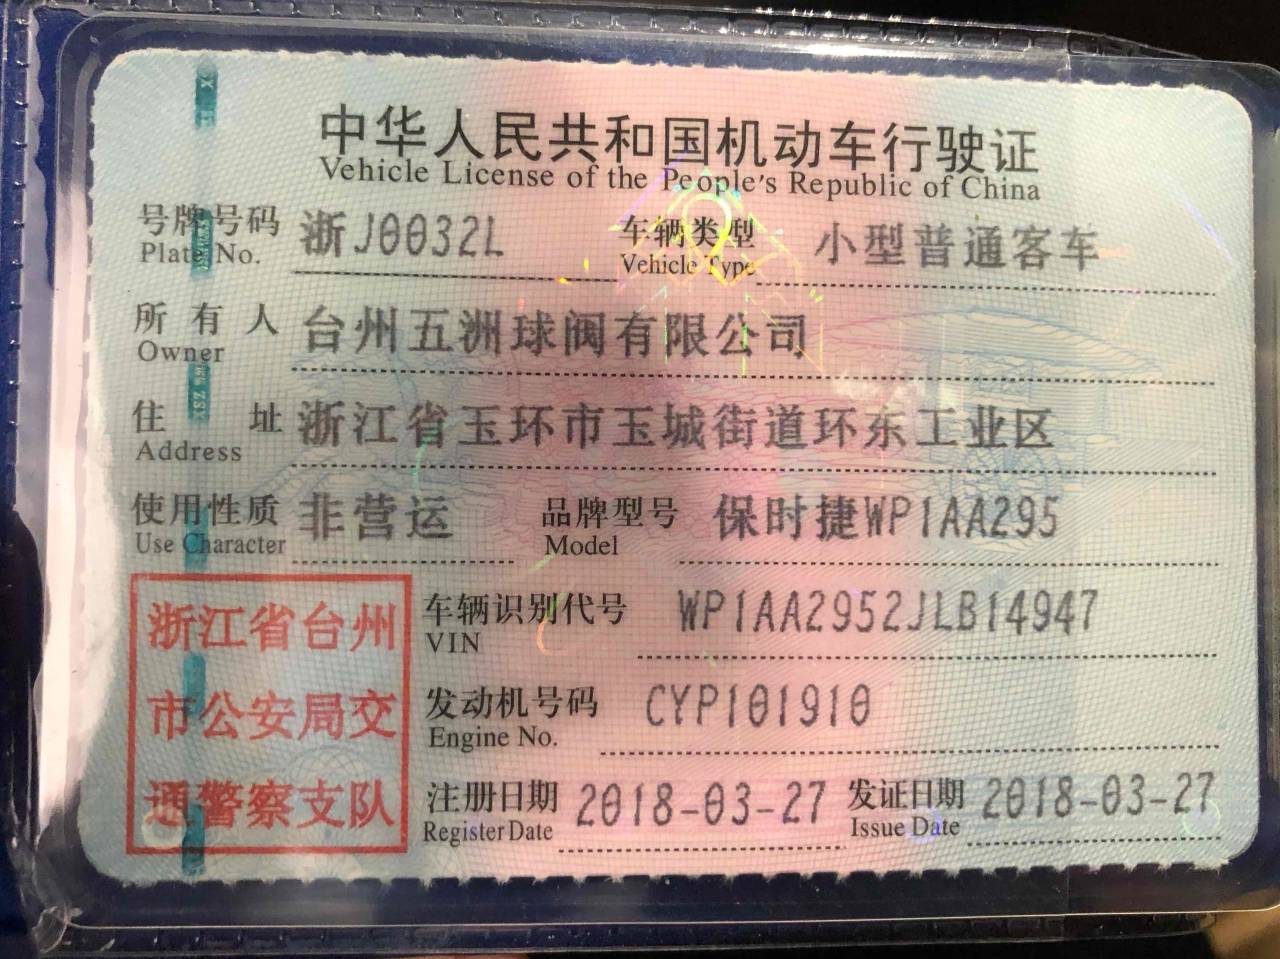 中华人民共和国机动车行驶证
Vehicle License of the People's Republic of China
号牌号码 浙J0032L 车辆类型 小型普通客车
Plate No. Vehicle Type
所有人 台州五洲球阀有限公司
Owner
住址 浙江省玉环市玉城街道环东工业区
Address
使用性质 非营运 品牌型号 保时捷WP1AA295
Use Character Model
浙江省台州
市公安局交
通警察支队
车辆识别代号 WP1AA2952JLB14947
VIN
发动机号码 CYP101910
Engine No.
注册日期 2018-03-27 发证日期 2018-03-27
Register Date Issue Date